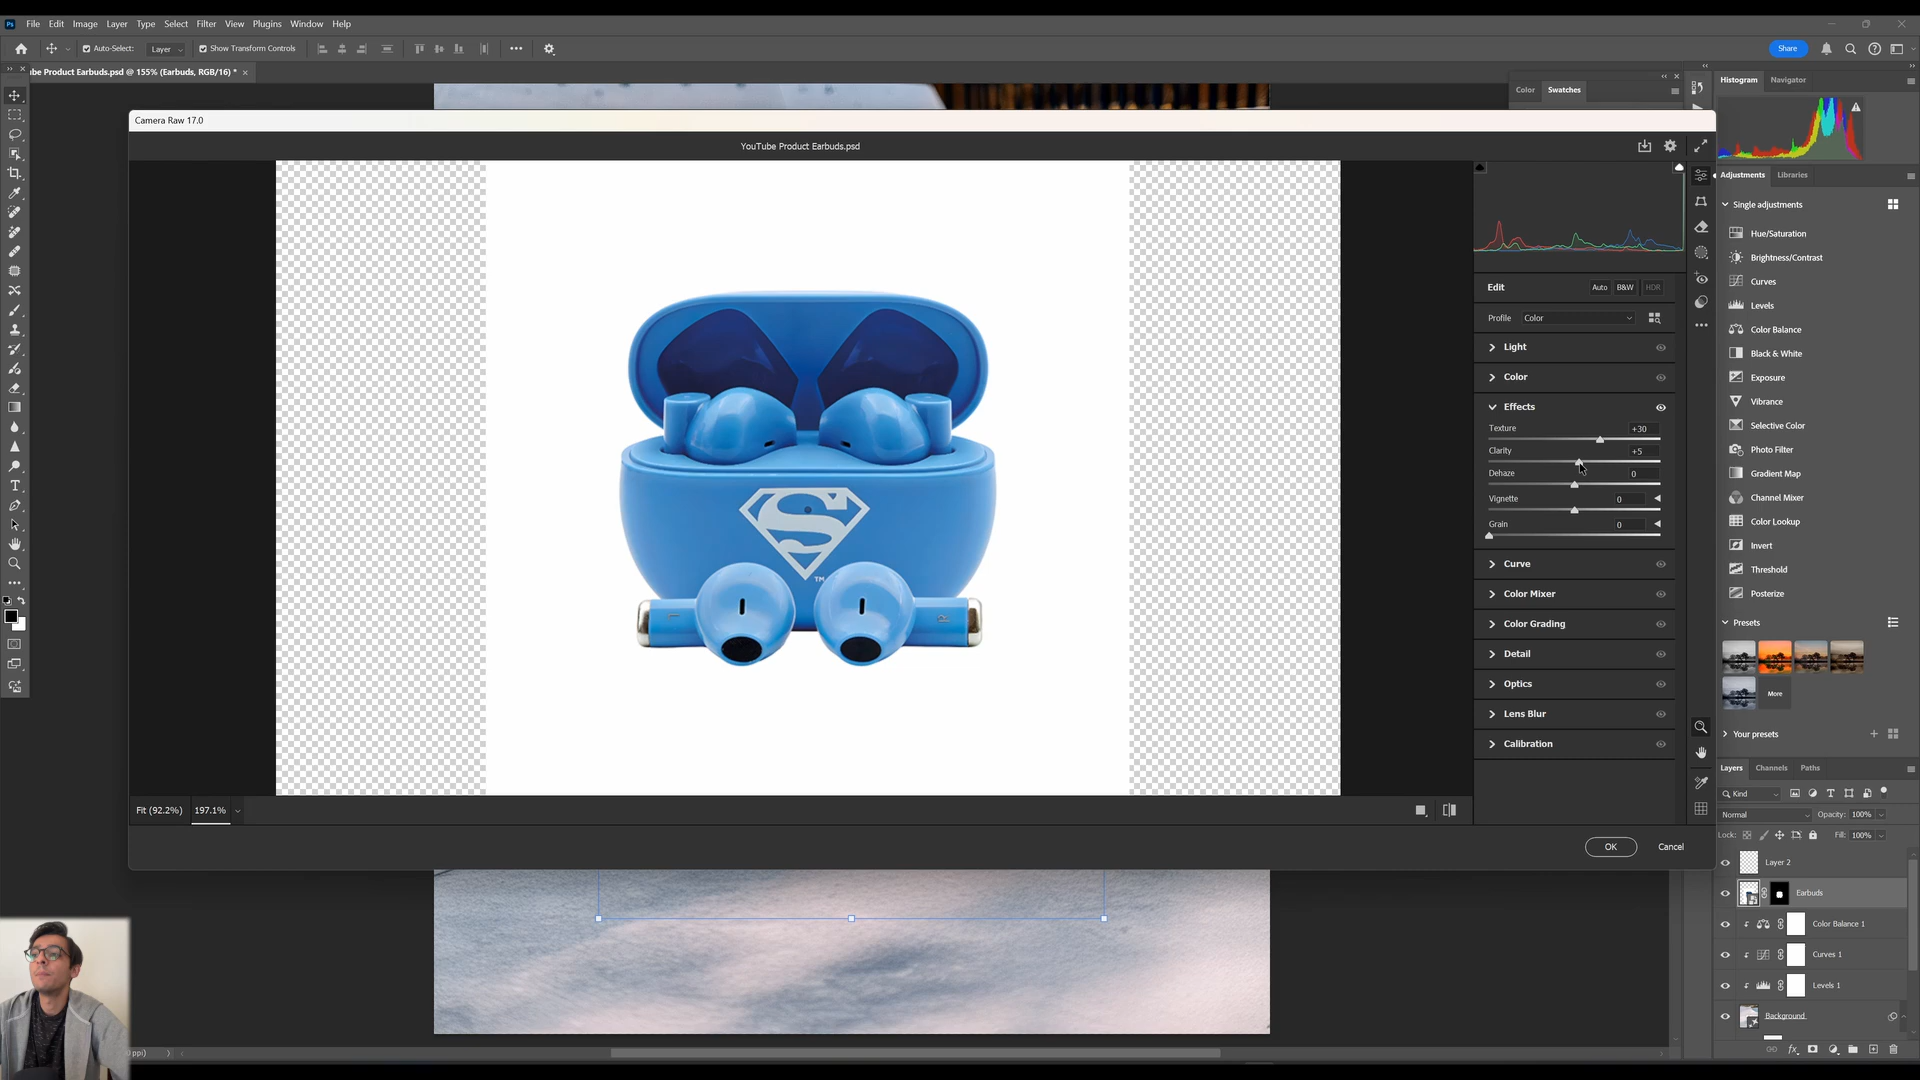 Ps File Edit Image Layer Type Select Filter View Plugins Window Help
Auto-Select: Layer Show Transform Controls Share
be Product Earbuds.psd @ 155% (Earbuds, RGB/16) *
Color Swatches
Histogram Navigator
Camera Raw 17.0
YouTube Product Earbuds.psd
Edit Auto B&W HDR
Profile Color
Light
Color
Effects
Texture +30
Clarity +5
Dehaze 0
Vignette 0
Grain 0
Curve
Color Mixer
Color Grading
Detail
Optics
Lens Blur
Calibration
S
TM
Fit (92.2%) 197.1%
OK Cancel
Adjustments Libraries
Single adjustments
Hue/Saturation
Brightness/Contrast
Curves
Levels
Color Balance
Black & White
Exposure
Vibrance
Selective Color
Photo Filter
Gradient Map
Channel Mixer
Color Lookup
Invert
Threshold
Posterize
Presets
More
Your presets
Layers Channels Paths
Kind
Normal Opacity: 100%
Lock: Fill: 100%
Layer 2
Earbuds
Color Balance 1
Curves 1
Levels 1
Background
ppi)